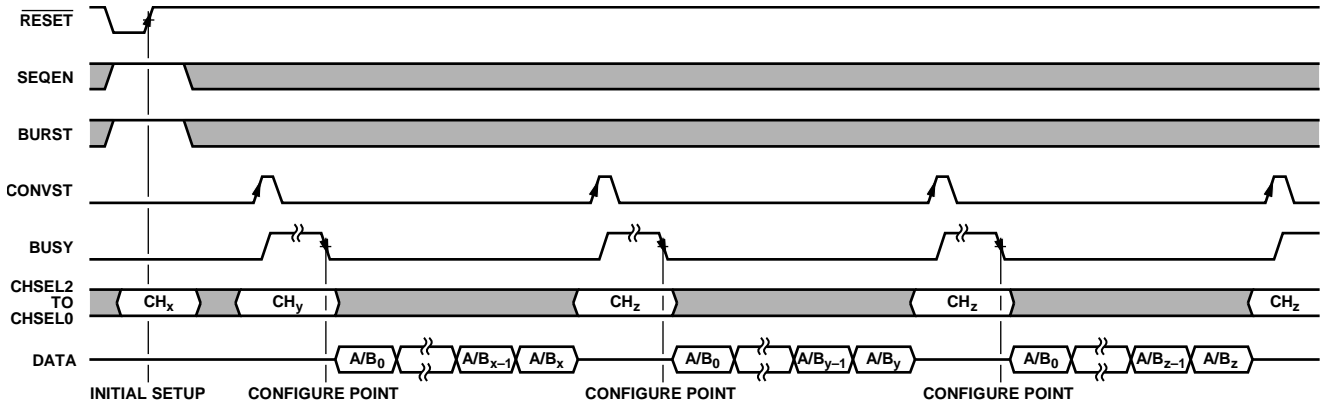 RESET
SEQEN
BURST
CONVST
BUSY
CHSEL2
TO
CHSEL0
CHx CHy CHz CHz CHz
DATA
A/B0 A/Bx–1 A/Bx A/B0 A/By–1 A/By A/B0 A/Bz–1 A/Bz
INITIAL SETUP CONFIGURE POINT CONFIGURE POINT CONFIGURE POINT